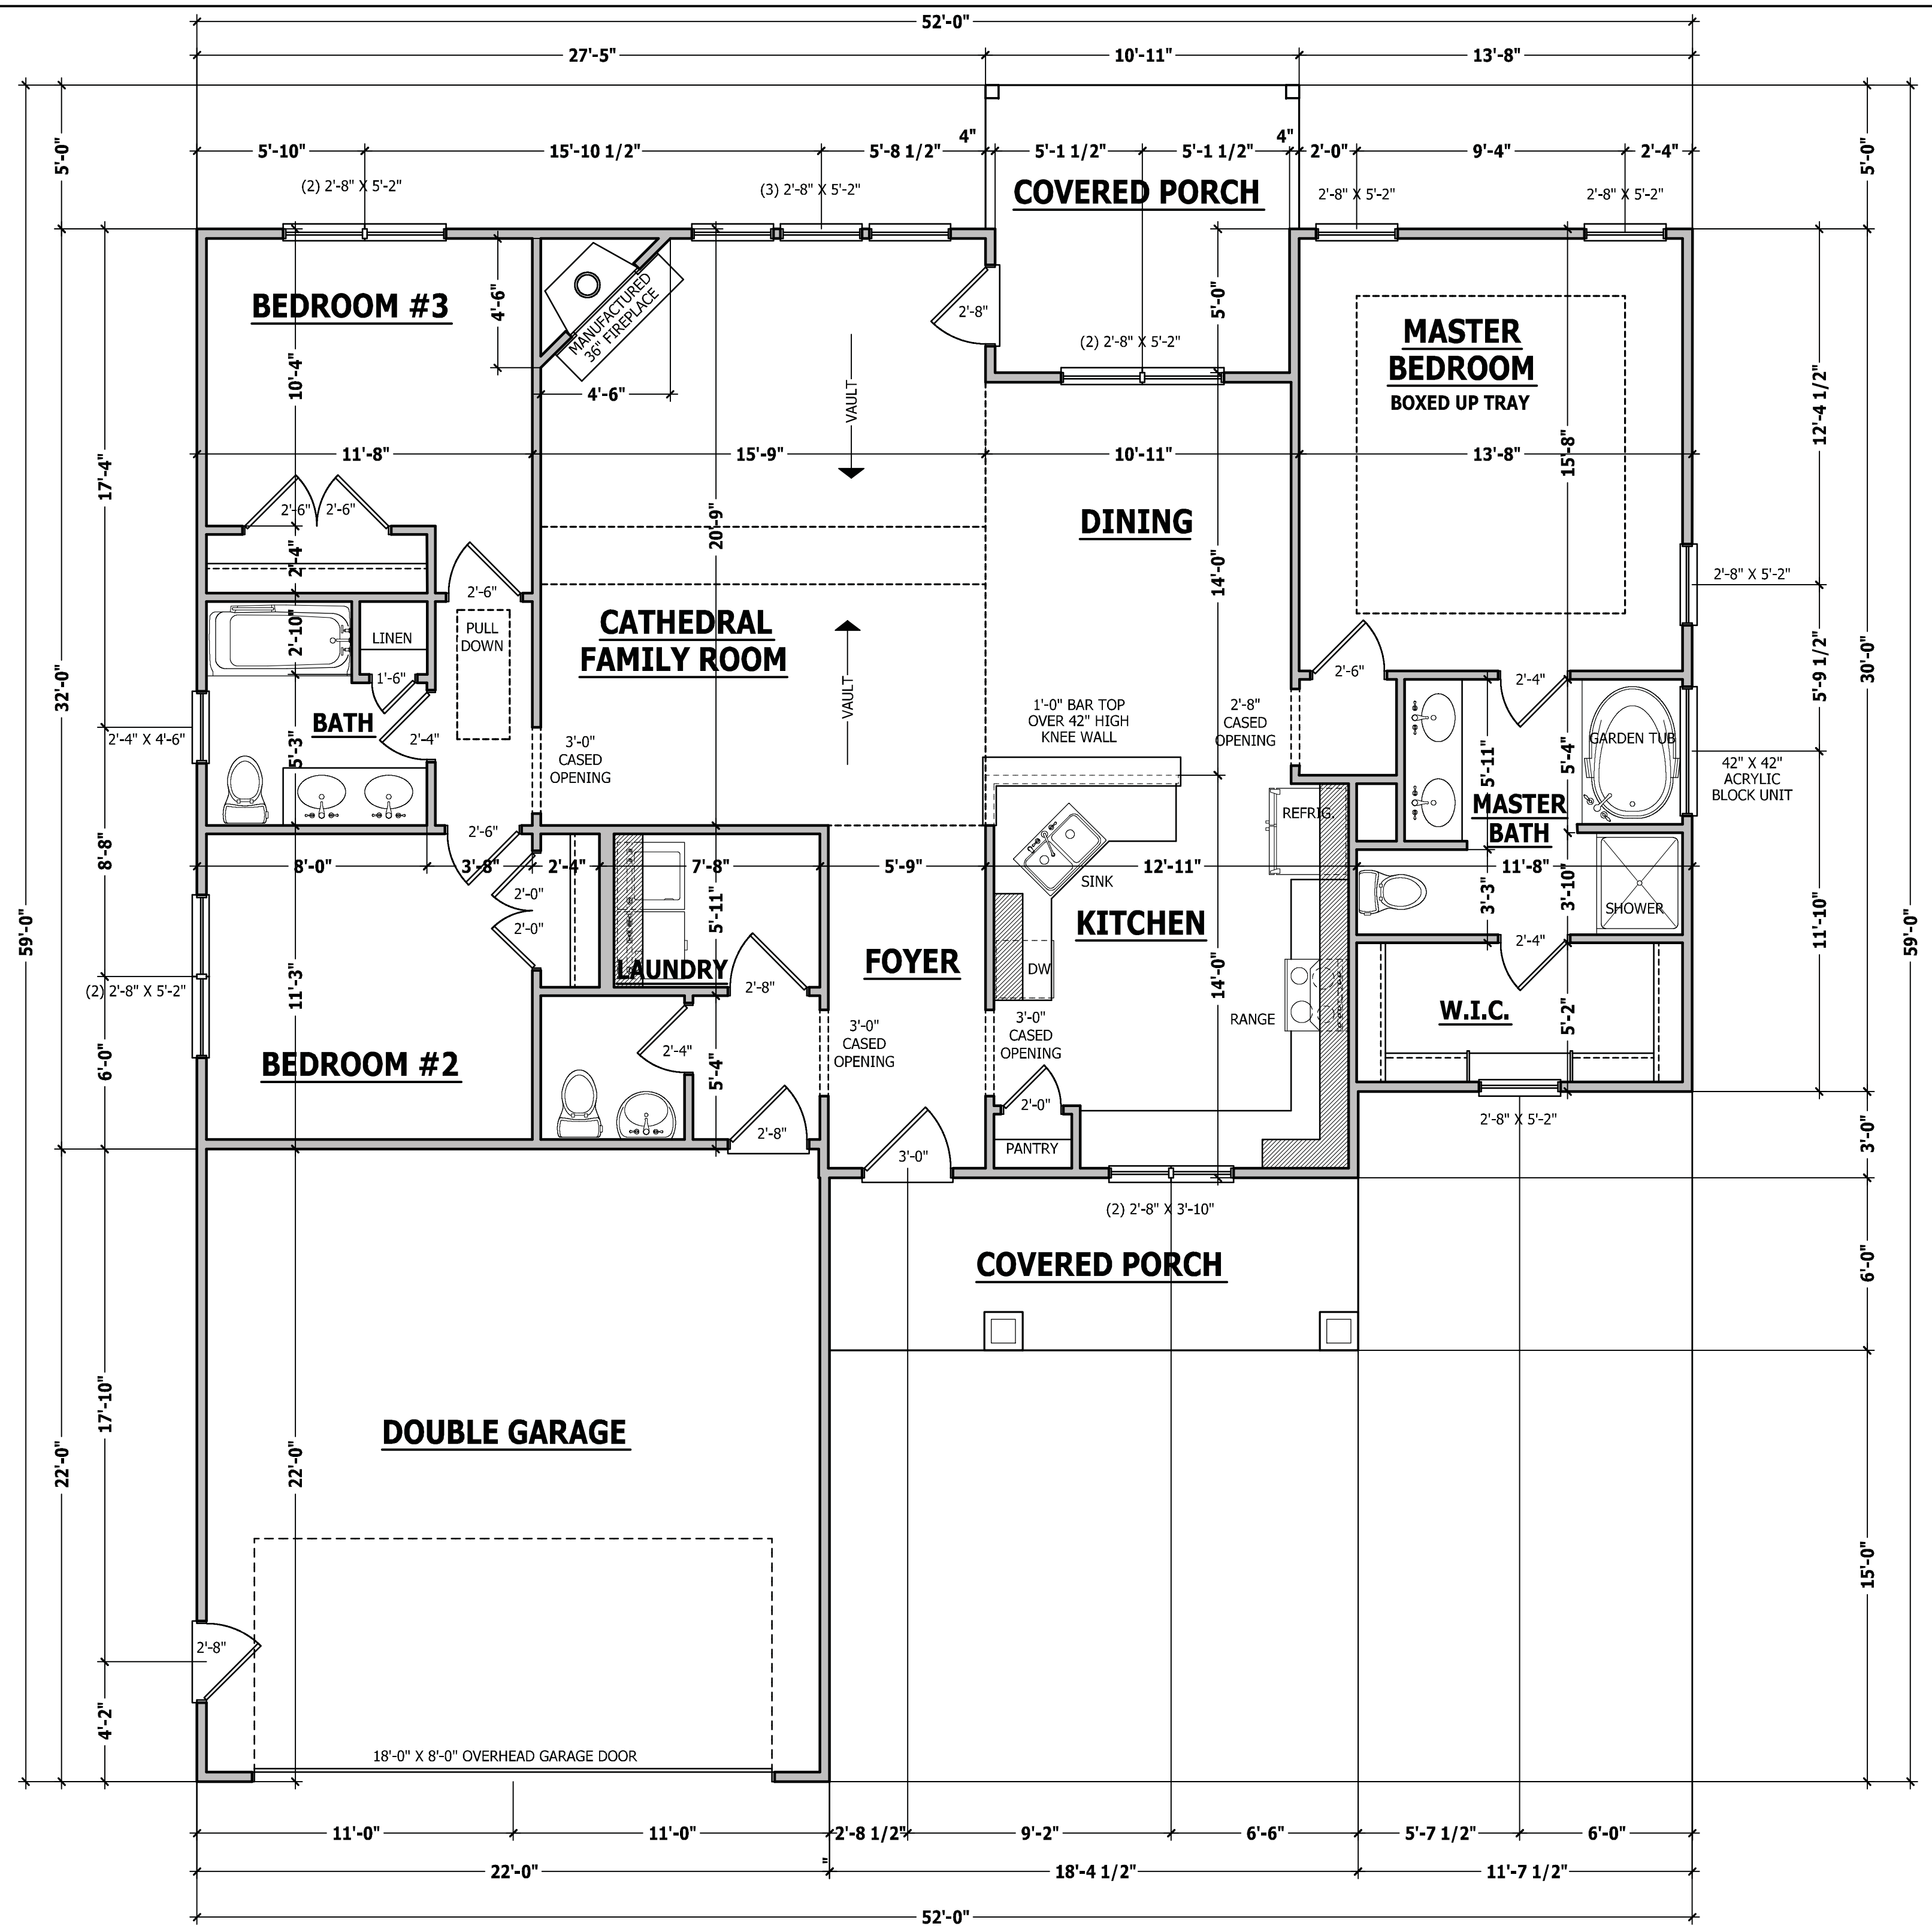 52'-0"
27'-5"
10'-11"
13'-8"
4"
4"
5'-10"
15'-10 1/2"
5'-8 1/2"
5'-1 1/2"
5'-1 1/2"
2'-0"
9'-4"
2'-4"
5'-0"
5'-0"
(2) 2'-8" X 5'-2"
(3) 2'-8" X 5'-2"
COVERED PORCH
2'-8" X 5'-2"
2'-8" X 5'-2"
BEDROOM #3
4'-6"
MANUFACTURED
36" FIREPLACE
2'-8"
5'-0"
(2) 2'-8" X 5'-2"
MASTER
BEDROOM
BOXED UP TRAY
10'-4"
4'-6"
VAULT
12'-4 1/2"
17'-4"
11'-8"
15'-9"
10'-11"
13'-8"
15'-8"
2'-6"
2'-6"
20'-9"
DINING
2'-4"
2'-6"
14'-0"
2'-8" X 5'-2"
CATHEDRAL
FAMILY ROOM
2'-10"
LINEN
PULL
DOWN
1'-6"
2'-6"
2'-4"
32'-0"
30'-0"
5'-9 1/2"
VAULT
1'-0" BAR TOP
OVER 42" HIGH
KNEE WALL
2'-8"
CASED
OPENING
BATH
2'-4"
2'-4" X 4'-6"
5'-3"
3'-0"
CASED
OPENING
GARDEN TUB
5'-11"
5'-4"
42" X 42"
ACRYLIC
BLOCK UNIT
MASTER
BATH
REFRIG.
2'-6"
8'-8"
8'-0"
3'-8"
2'-4"
7'-8"
5'-9"
12'-11"
11'-8"
SINK
2'-0"
2'-0"
5'-11"
KITCHEN
3'-3"
3'-10"
SHOWER
11'-10"
59'-0"
59'-0"
FOYER
LAUNDRY
2'-8"
DW
14'-0"
2'-4"
(2) 2'-8" X 5'-2"
11'-3"
W.I.C.
5'-2"
3'-0"
CASED
OPENING
3'-0"
CASED
OPENING
RANGE
6'-0"
BEDROOM #2
2'-4"
5'-4"
2'-8"
2'-0"
PANTRY
3'-0"
2'-8" X 5'-2"
3'-0"
(2) 2'-8" X 3'-10"
COVERED PORCH
6'-0"
17'-10"
22'-0"
22'-0"
DOUBLE GARAGE
15'-0"
2'-8"
4'-2"
18'-0" X 8'-0" OVERHEAD GARAGE DOOR
11'-0"
11'-0"
2'-8 1/2"
9'-2"
6'-6"
5'-7 1/2"
6'-0"
22'-0"
"
18'-4 1/2"
11'-7 1/2"
52'-0"